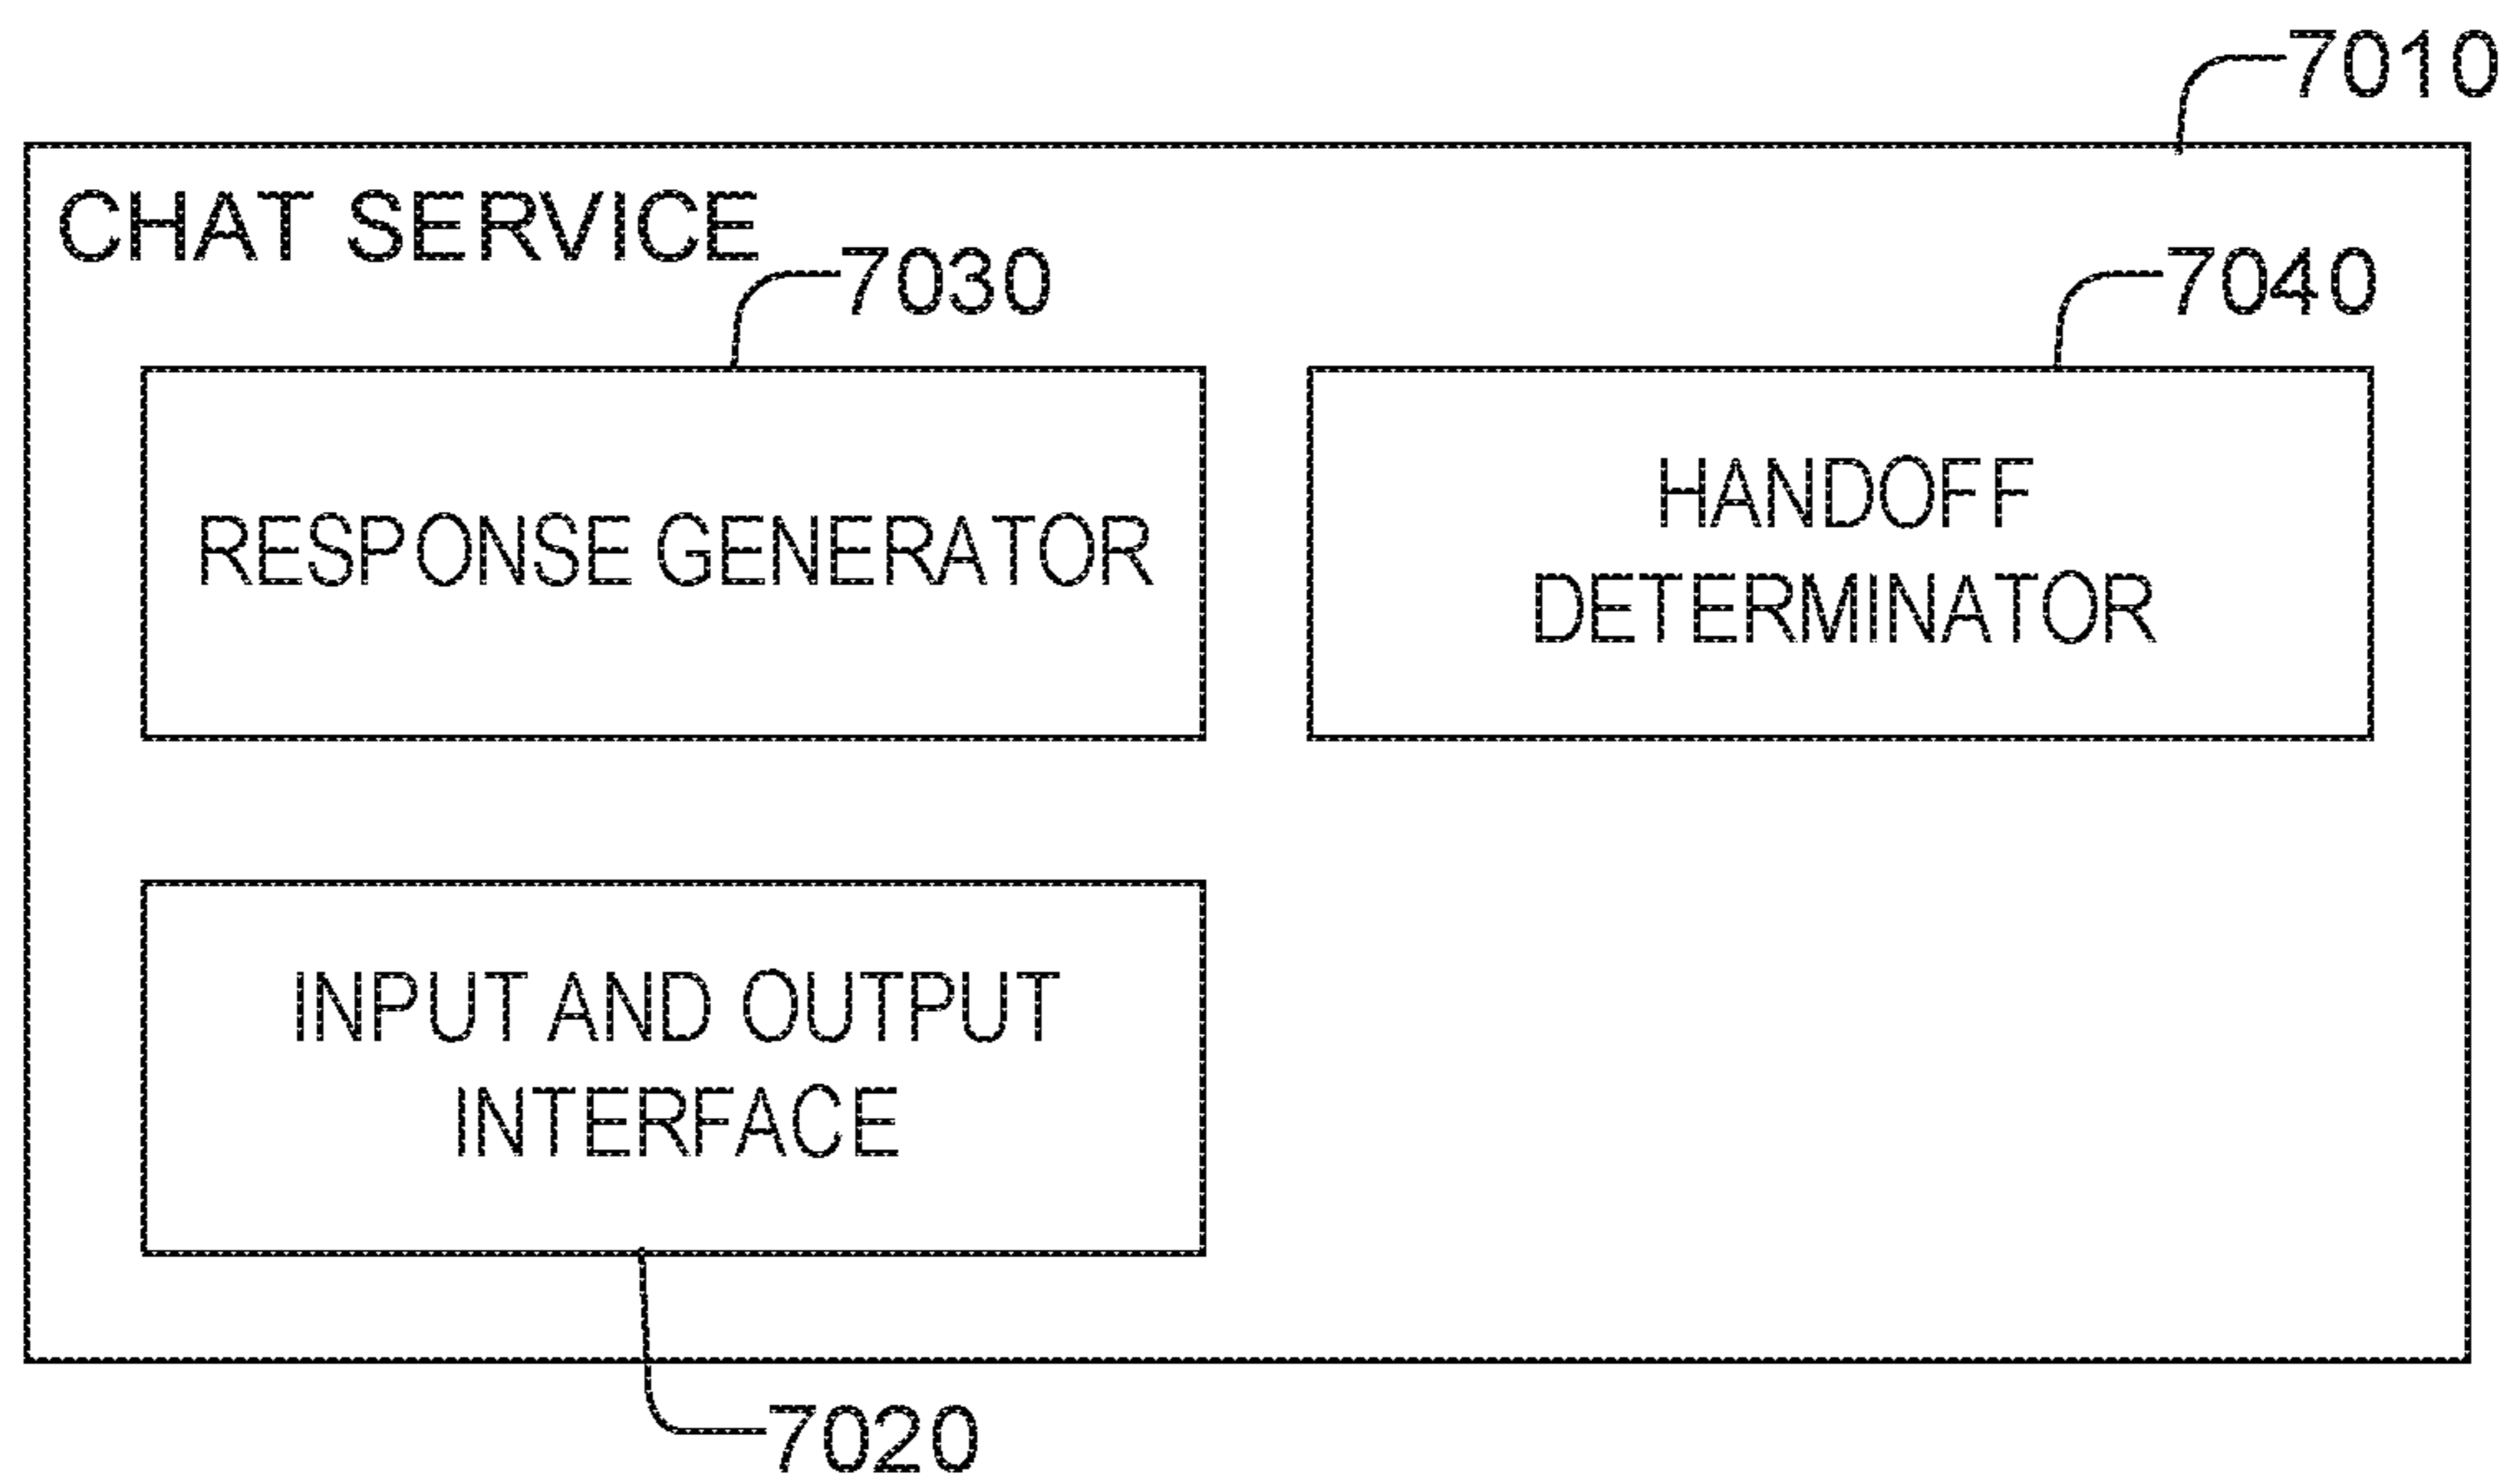 7010
CHAT SERVICE
7030
7040
RESPONSE GENERATOR
HANDOFF
DETERMINATOR
INPUT AND OUTPUT
INTERFACE
7020